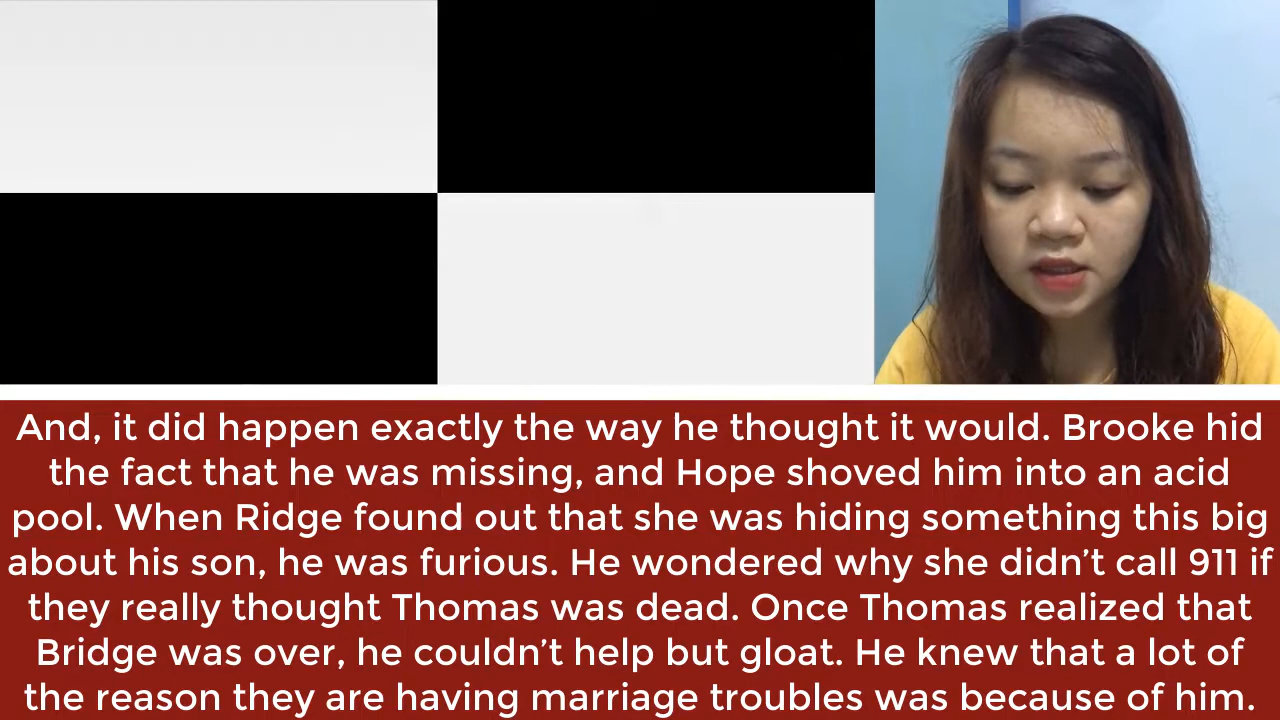 And, it did happen exactly the way he thought it would. Brooke hid
the fact that he was missing, and Hope shoved him into an acid
pool. When Ridge found out that she was hiding something this big
about his son, he was furious. He wondered why she didn’t call 911 if
they really thought Thomas was dead. Once Thomas realized that
Bridge was over, he couldn’t help but gloat. He knew that a lot of
the reason they are having marriage troubles was because of him.